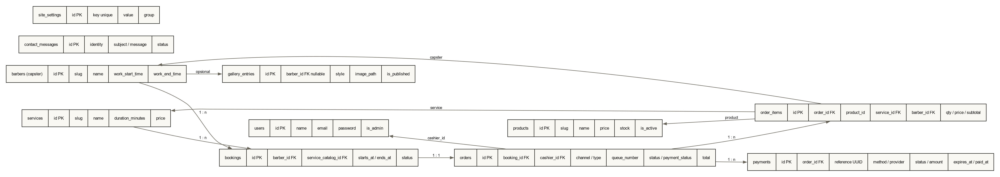 site_settings id PK key unique value group
contact_messages id PK identity subject / message status
capster
barbers (capster) id PK slug name work_start_time work_end_time
opsional
gallery_entries id PK barber_id FK nullable style image_path is_published
service
order_items id PK order_id FK product_id service_id FK barber_id FK qty / price / subtotal
1 : n
services id PK slug name duration_minutes price
product
users id PK name email password is_admin
products id PK slug name price stock is_active
1 : n
cashier_id
1 : n
bookings id PK barber_id FK service_catalog_id FK starts_at / ends_at status
1 : 1
orders id PK booking_id FK cashier_id FK channel / type queue_number status / payment_status total
1 : n
payments id PK order_id FK reference UUID method / provider status / amount expires_at / paid_at